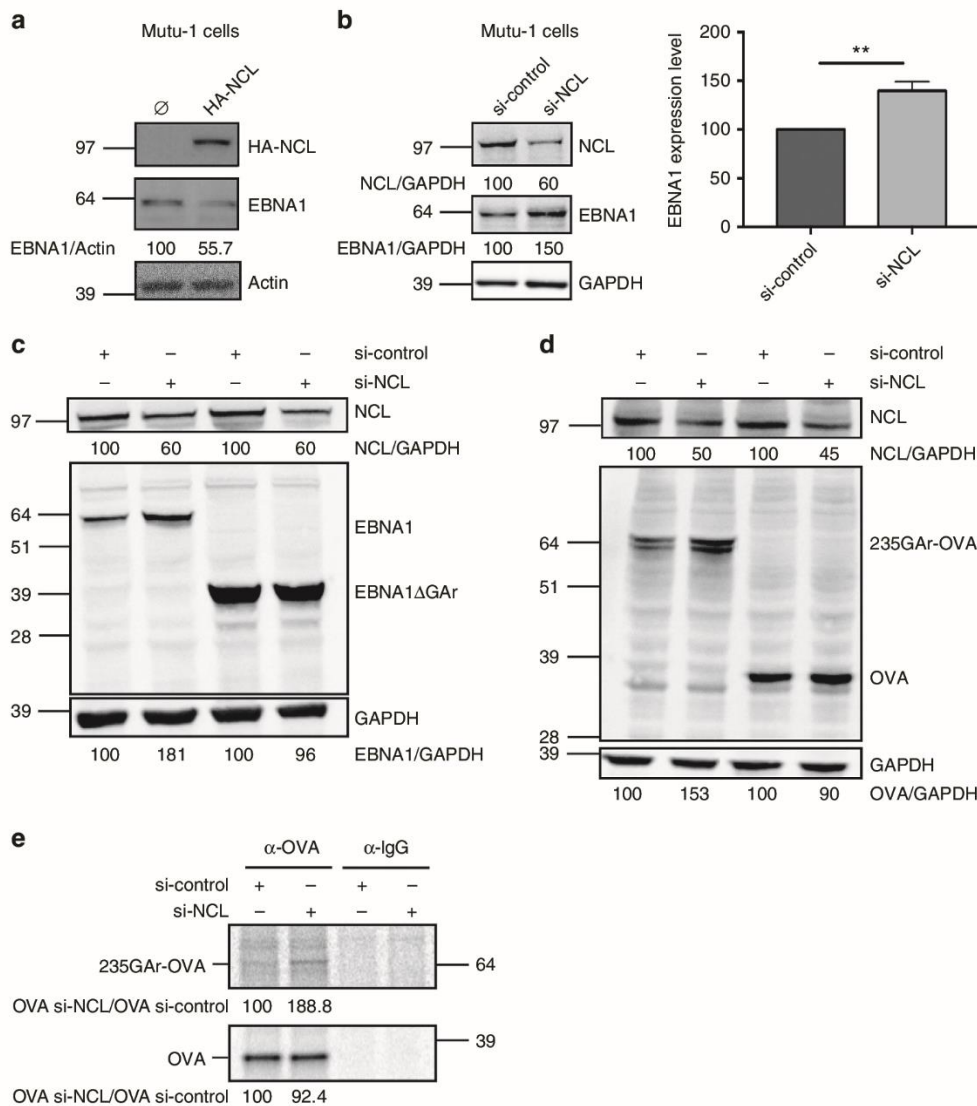 a
Mutu-1 cells
Ø HA-NCL
97 HA-NCL
64 EBNA1
EBNA1/Actin 100 55.7
39 Actin
b
Mutu-1 cells
si-control si-NCL
97 NCL
NCL/GAPDH 100 60
64 EBNA1
EBNA1/GAPDH 100 150
39 GAPDH
EBNA1 expression level
200
150
100
50
0
**
si-control si-NCL
c
+ – + – si-control
– + – + si-NCL
97 NCL
100 60 100 60 NCL/GAPDH
64 EBNA1
51
39 EBNA1ΔGAr
28
39 GAPDH
100 181 100 96 EBNA1/GAPDH
d
+ – + – si-control
– + – + si-NCL
97 NCL
100 50 100 45 NCL/GAPDH
64 235GAr-OVA
51
39
OVA
28
39 GAPDH
100 153 100 90 OVA/GAPDH
e
α-OVA α-IgG
si-control + – + –
si-NCL – + – +
235GAr-OVA 64
OVA si-NCL/OVA si-control 100 188.8
39
OVA
OVA si-NCL/OVA si-control 100 92.4